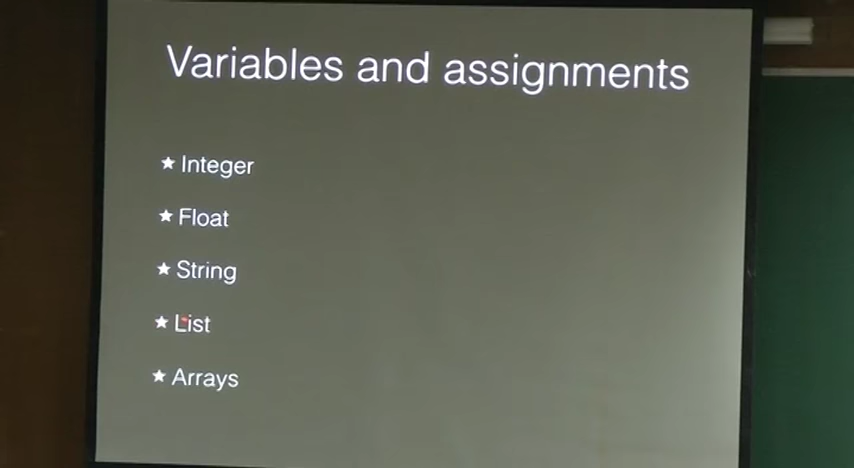 Variables and assignments
★ Integer
★ Float
★ String
★ List
★ Arrays